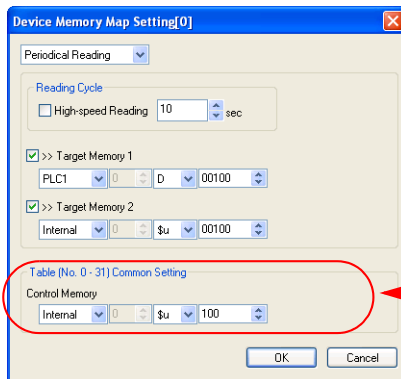 Device Memory Map Setting[0]
Periodical Reading
Reading Cycle
High-speed Reading 10 sec
>> Target Memory 1
PLC1 0 D 00100
>> Target Memory 2
Internal 0 $u 00100
Table (No. 0 - 31) Common Setting
Control Memory
Internal 0 $u 100
OK Cancel